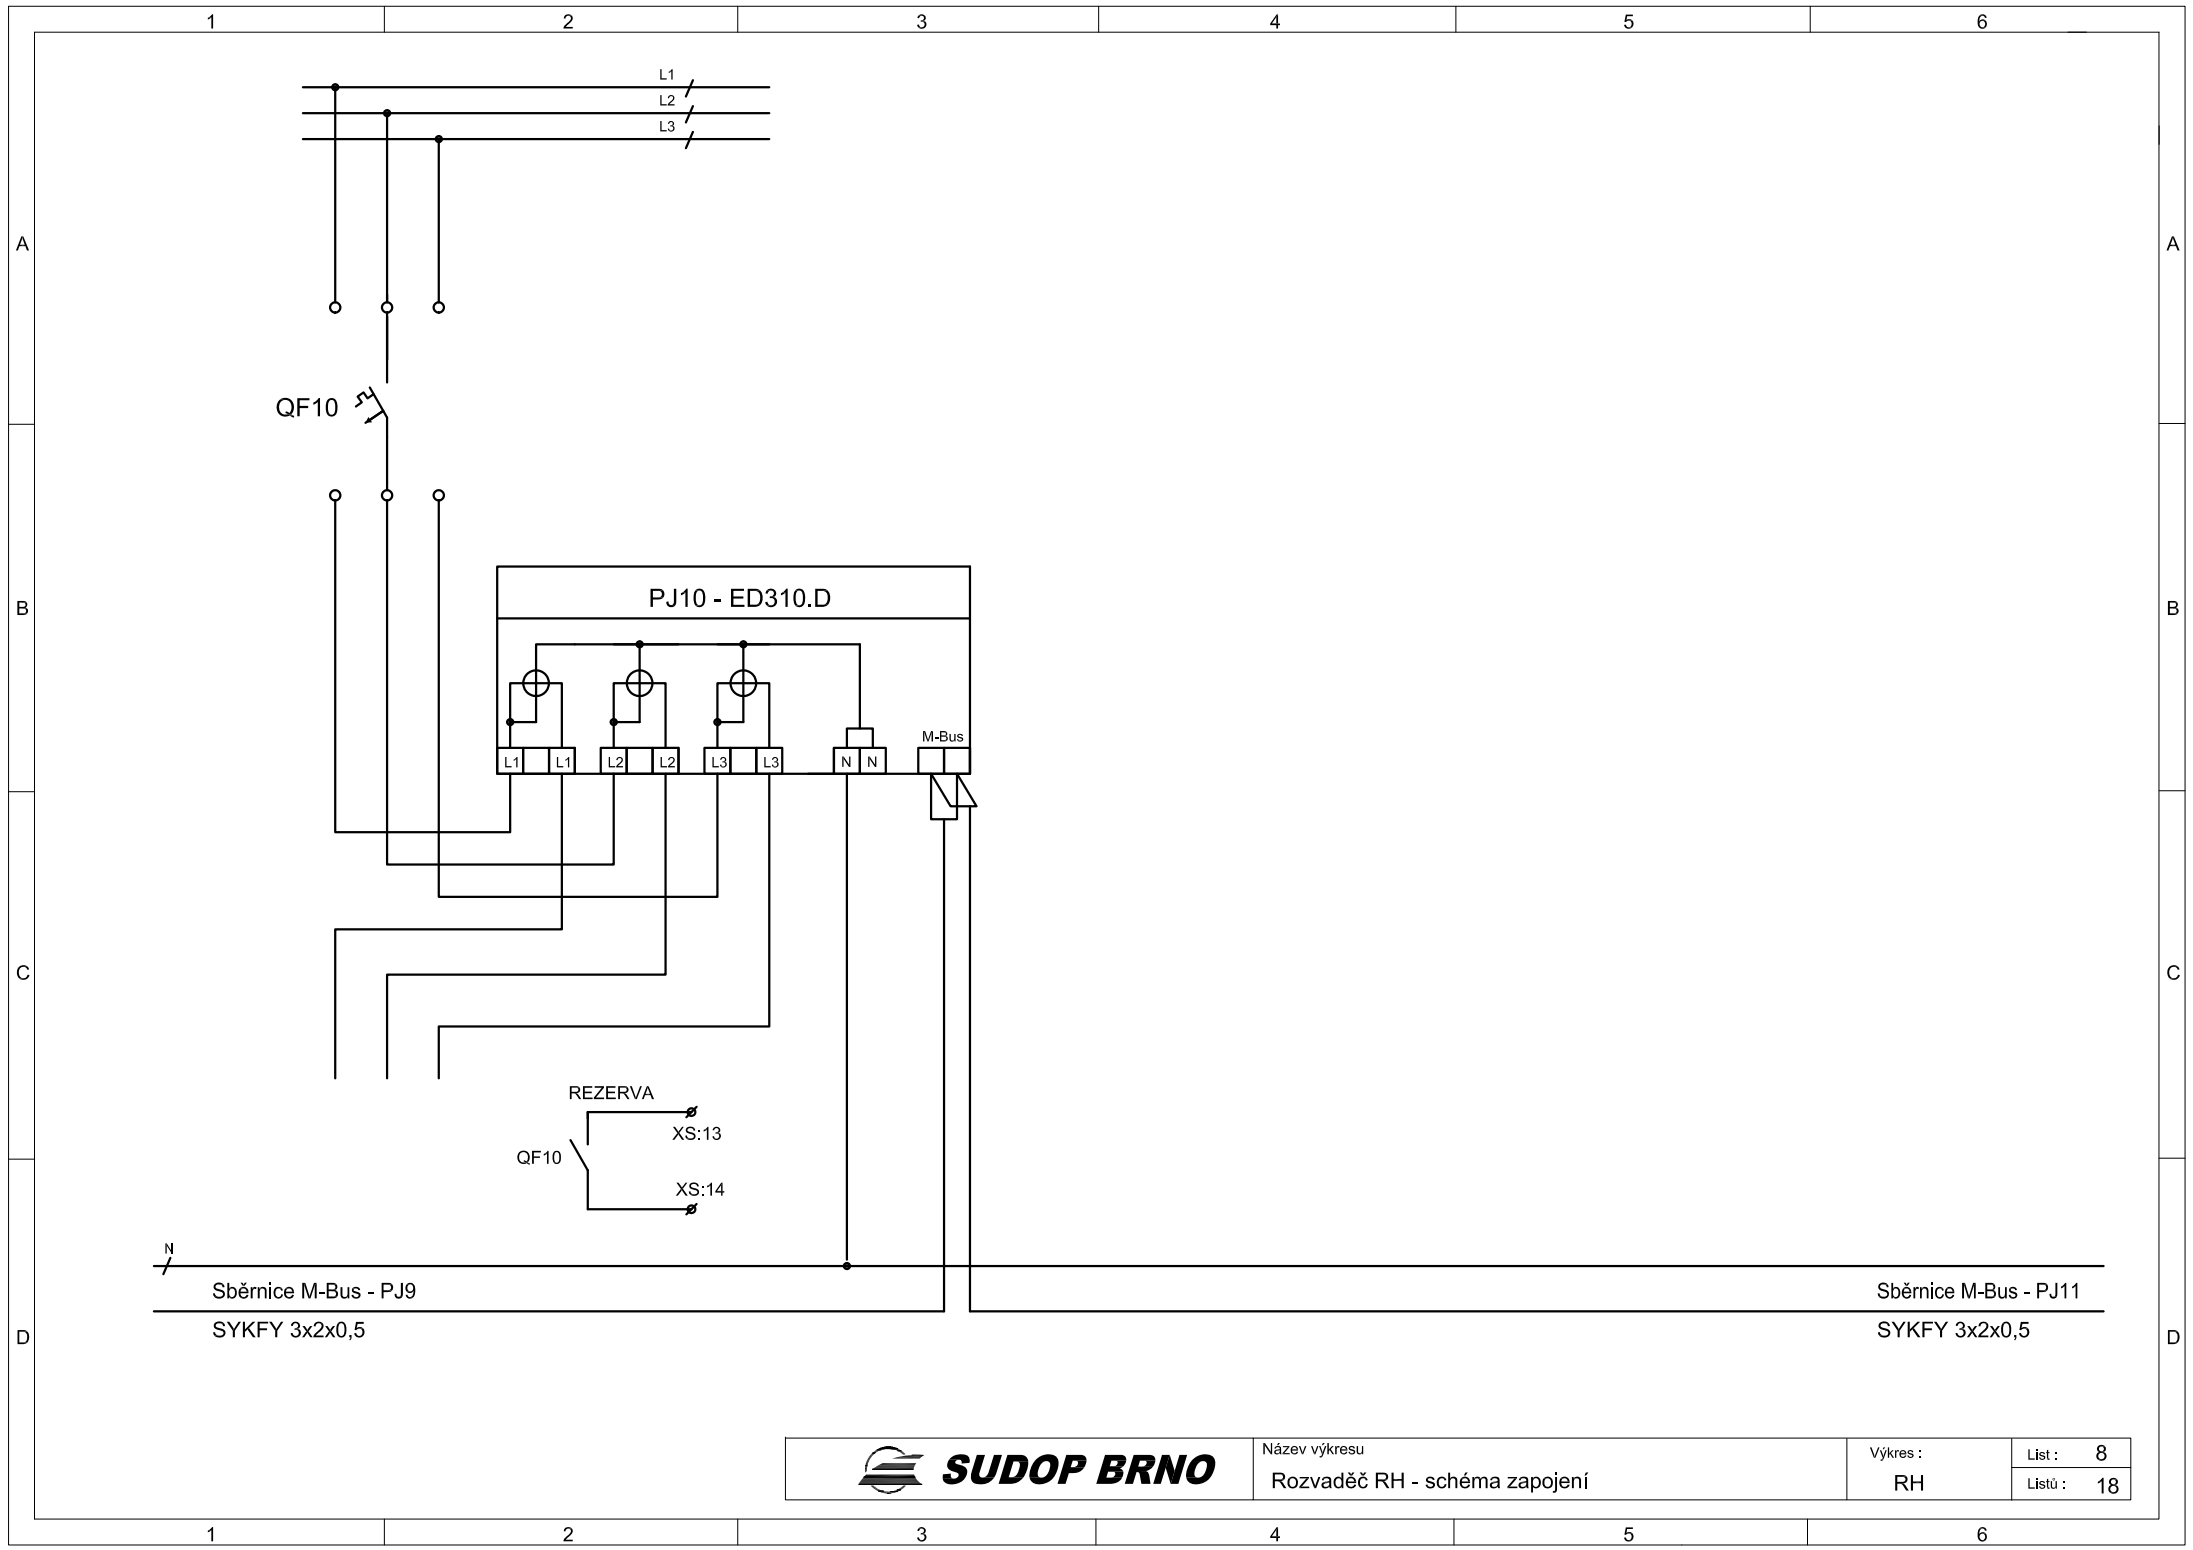 1 2 3 4 5 6
L1
L2
L3
A A
QF10
B B
PJ10 - ED310.D
M-Bus
L1 L1 L2 L2 L3 L3 N N
C C
REZERVA
XS:13
QF10
XS:14
N
Sběrnice M-Bus - PJ9 Sběrnice M-Bus - PJ11
SYKFY 3x2x0,5 SYKFY 3x2x0,5
D D
SUDOP BRNO
Název výkresu
Rozvaděč RH - schéma zapojení
Výkres :
RH
List : 8
Listů : 18
1 2 3 4 5 6